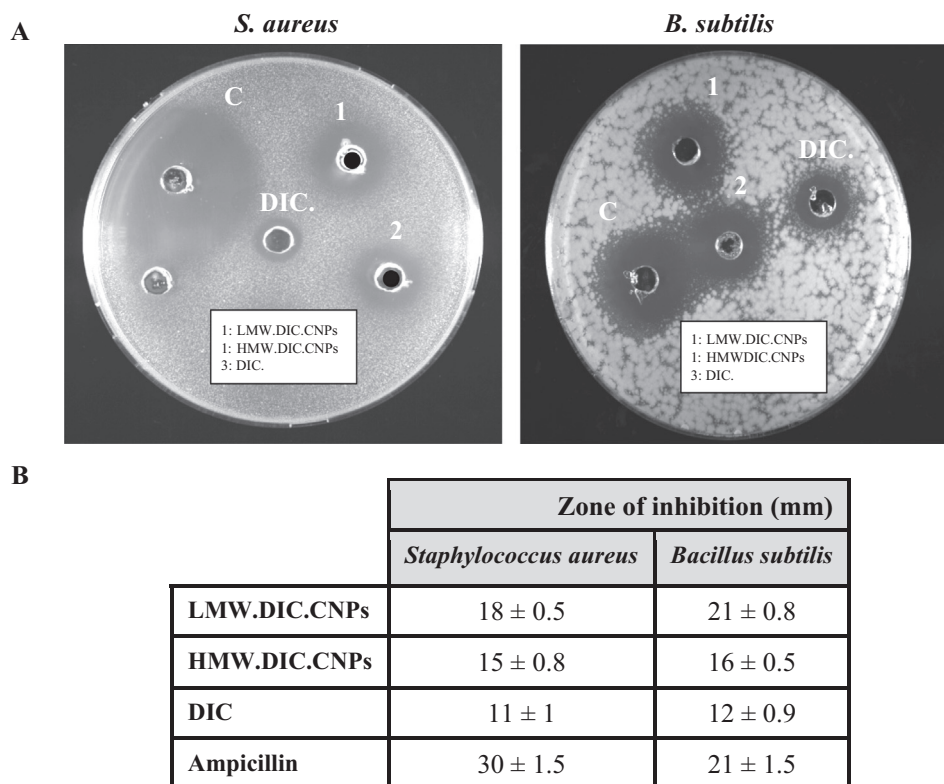 A
S. aureus
B. subtilis
C
1
DIC.
2
1: LMW.DIC.CNPs
1: HMW.DIC.CNPs
3: DIC.
1
DIC.
2
C
1: LMW.DIC.CNPs
1: HMWDIC.CNPs
3: DIC.
B
Zone of inhibition (mm)
Staphylococcus aureus Bacillus subtilis
LMW.DIC.CNPs 18 ± 0.5 21 ± 0.8
HMW.DIC.CNPs 15 ± 0.8 16 ± 0.5
DIC 11 ± 1 12 ± 0.9
Ampicillin 30 ± 1.5 21 ± 1.5